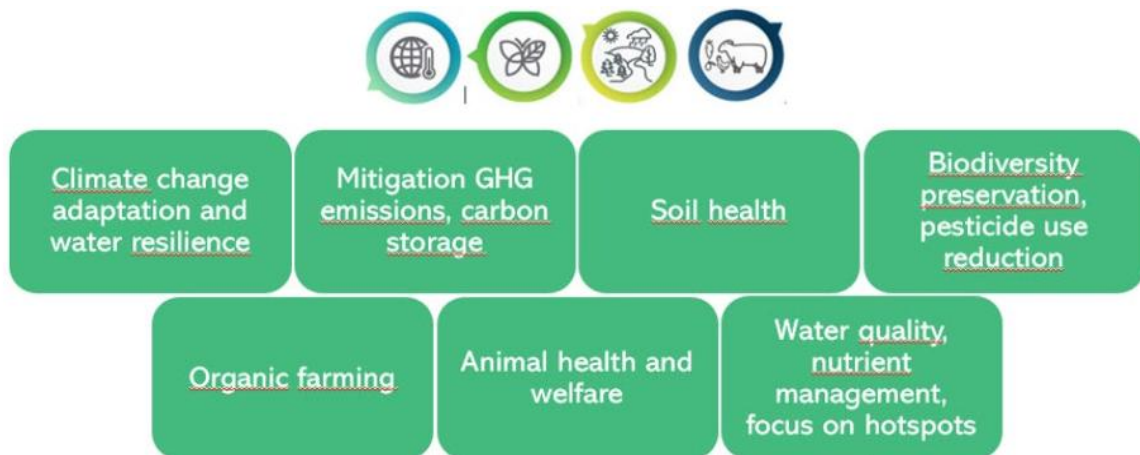 Climate change
adaptation and
water resilience
Mitigation GHG
emissions, carbon
storage
Soil health
Biodiversity
preservation,
pesticide use
reduction
Organic farming
Animal health and
welfare
Water quality,
nutrient
management,
focus on hotspots